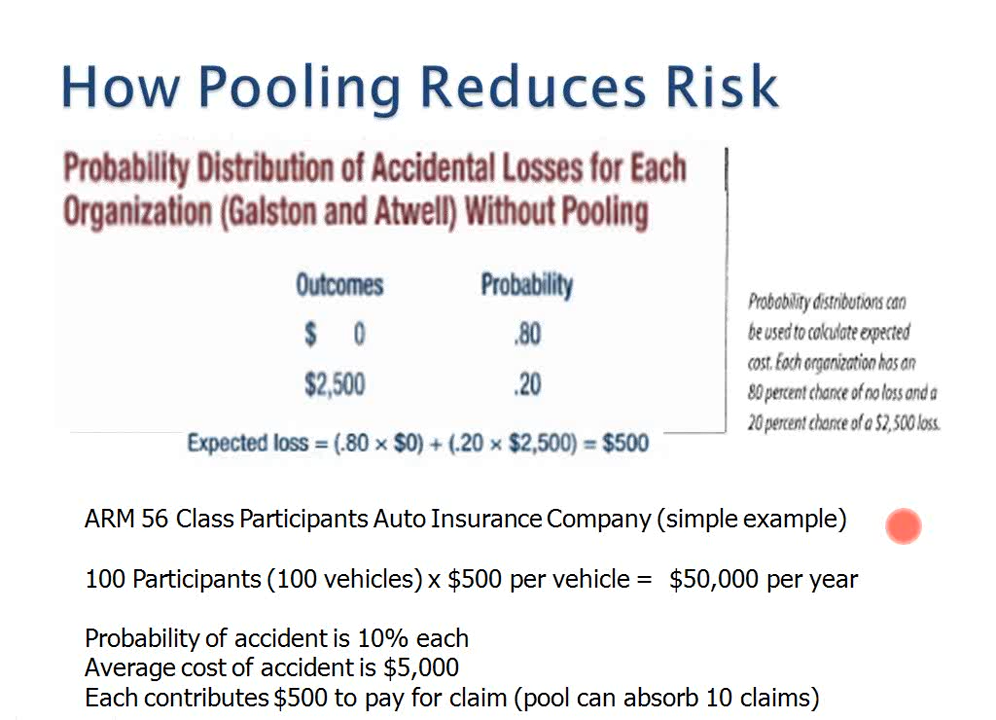 How Pooling Reduces Risk
Probability Distribution of Accidental Losses for Each
Organization (Galston and Atwell) Without Pooling
Outcomes Probability
$ 0 .80
$2,500 .20
Expected loss = (.80 × $0) + (.20 × $2,500) = $500
Probability distributions can
be used to calculate expected
cost. Each organization has an
80 percent chance of no loss and a
20 percent chance of a $2,500 loss.
ARM 56 Class Participants Auto Insurance Company (simple example)
100 Participants (100 vehicles) x $500 per vehicle = $50,000 per year
Probability of accident is 10% each
Average cost of accident is $5,000
Each contributes $500 to pay for claim (pool can absorb 10 claims)